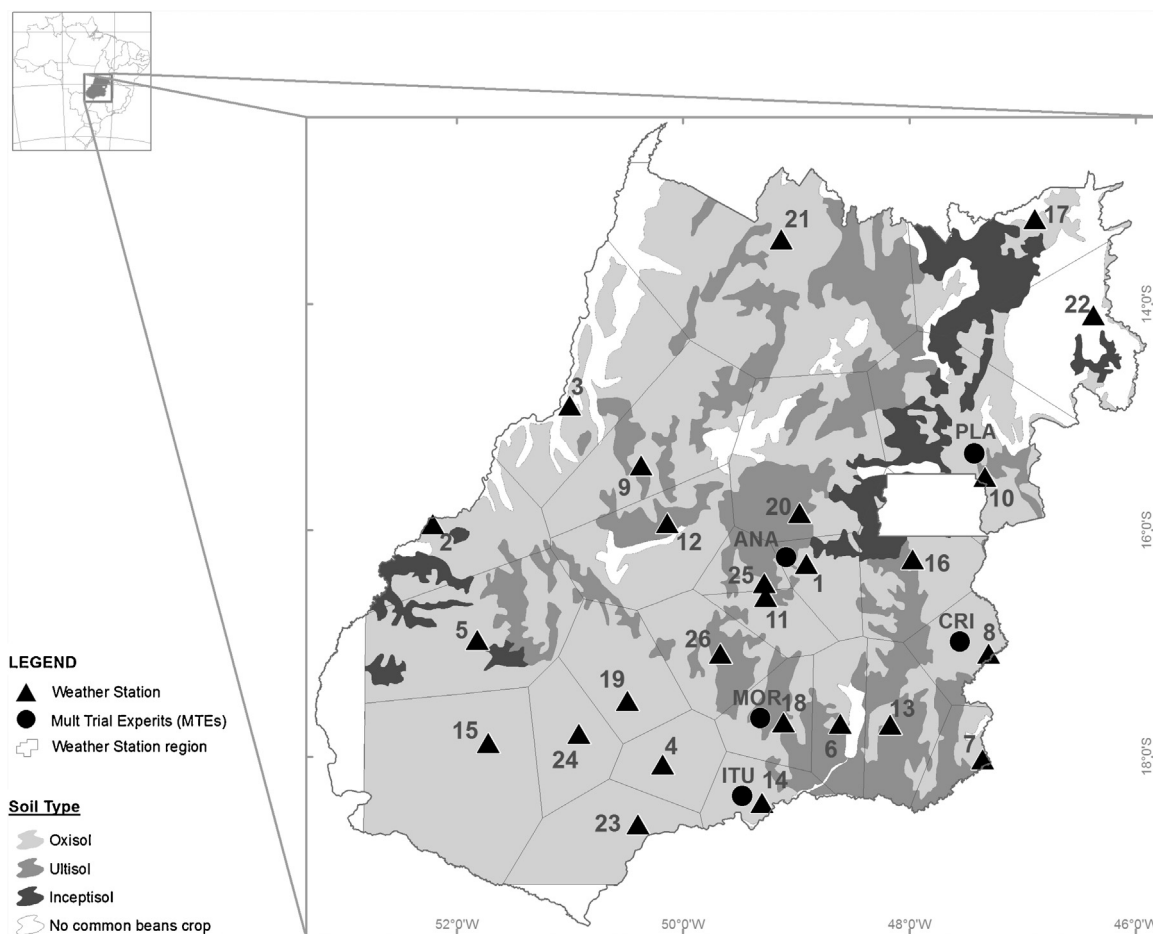 21
17
14°0'S
22
3
PLA
9
10
20
2
12
ANA
16°0'S
25
1
16
11
5
CRI
26
8
LEGEND
Weather Station
19
MOR
18
13
Mult Trial Experits (MTEs)
15
24
6
Weather Station region
4
7
18°0'S
ITU
14
Soil Type
23
Oxisol
Ultisol
Inceptisol
No common beans crop
52°0'W
50°0'W
48°0'W
46°0'W